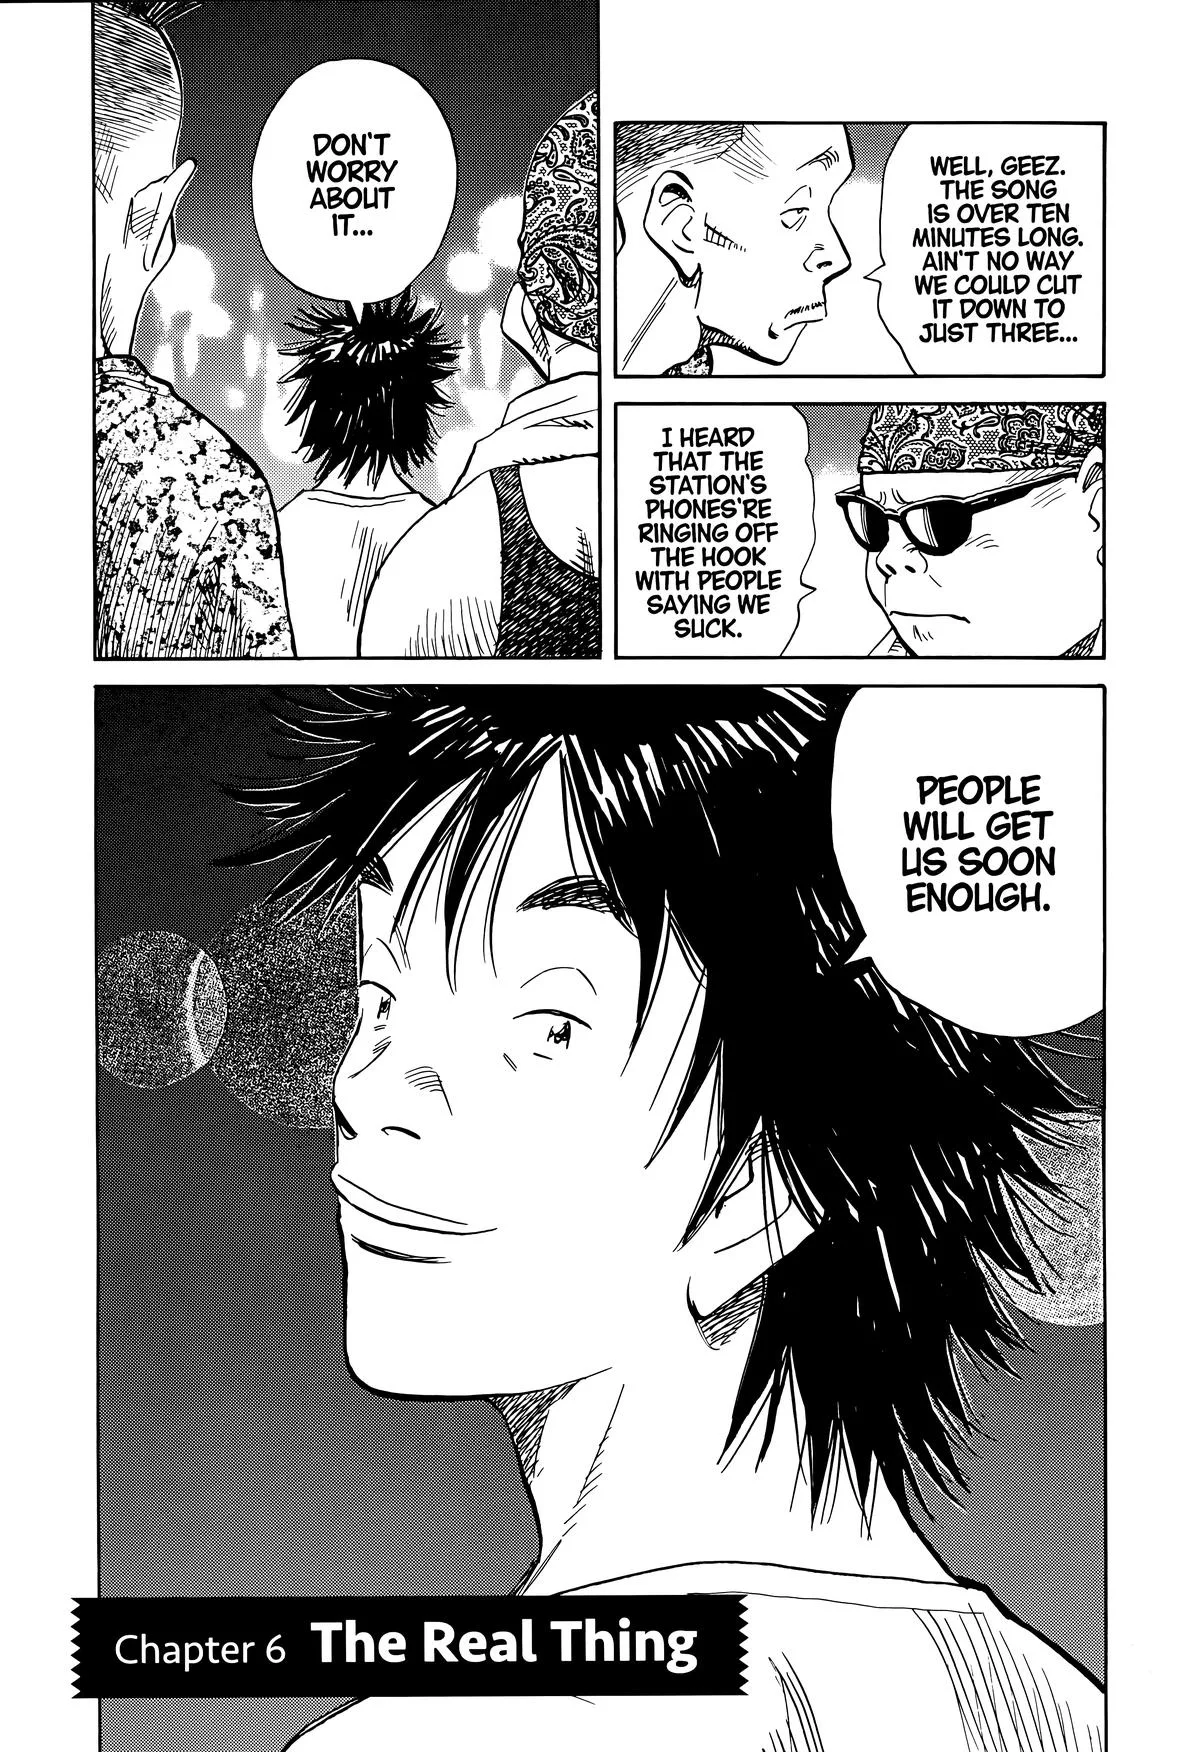 WELL, GEEZ.
THE SONG
IS OVER TEN
MINUTES LONG.
AIN'T NO WAY
WE COULD CUT
IT DOWN TO
JUST THREE...
I HEARD
THAT THE
STATION'S
PHONES'RE
RINGING OFF
THE HOOK
WITH PEOPLE
SAYING WE
SUCK.
DON'T
WORRY
ABOUT
IT...
PEOPLE
WILL GET
US SOON
ENOUGH.
Chapter 6 The Real Thing